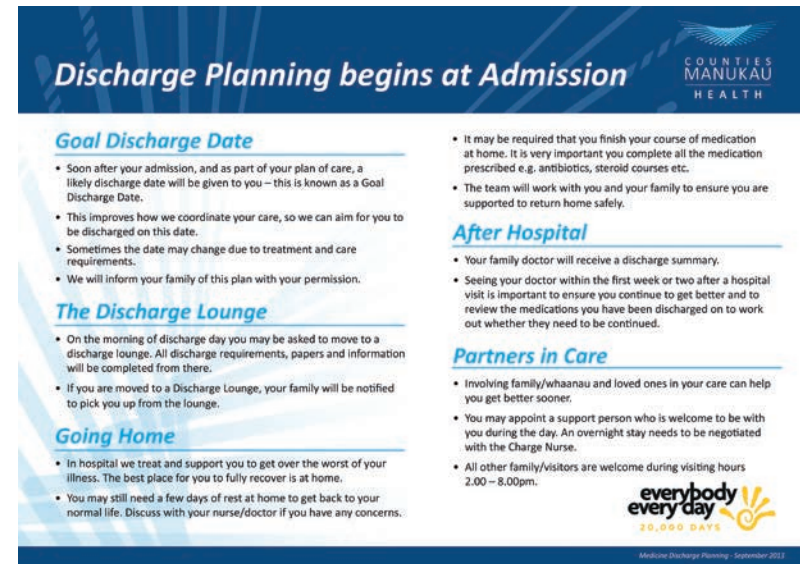 Discharge Planning begins at Admission
COUNTIES
MANUKAU
HEALTH
Goal Discharge Date
• Soon after your admission, and as part of your plan of care, a
likely discharge date will be given to you – this is known as a Goal
Discharge Date.
• This improves how we coordinate your care, so we can aim for you to
be discharged on this date.
• Sometimes the date may change due to treatment and care
requirements.
• We will inform your family of this plan with your permission.
The Discharge Lounge
• On the morning of discharge day you may be asked to move to a
discharge lounge. All discharge requirements, papers and information
will be completed from there.
• If you are moved to a Discharge Lounge, your family will be notified
to pick you up from the lounge.
Going Home
• In hospital we treat and support you to get over the worst of your
illness. The best place for you to fully recover is at home.
• You may still need a few days of rest at home to get back to your
normal life. Discuss with your nurse/doctor if you have any concerns.
• It may be required that you finish your course of medication
at home. It is very important you complete all the medication
prescribed e.g. antibiotics, steroid courses etc.
• The team will work with you and your family to ensure you are
supported to return home safely.
After Hospital
• Your family doctor will receive a discharge summary.
• Seeing your doctor within the first week or two after a hospital
visit is important to ensure you continue to get better and to
review the medications you have been discharged on to work
out whether they need to be continued.
Partners in Care
• Involving family/whaanau and loved ones in your care can help
you get better sooner.
• You may appoint a support person who is welcome to be with
you during the day. An overnight stay needs to be negotiated
with the Charge Nurse.
• All other family/visitors are welcome during visiting hours
2.00 – 8.00pm.
everybody
every day
20,000 DAYS
Medicine Discharge Planning - September 2013